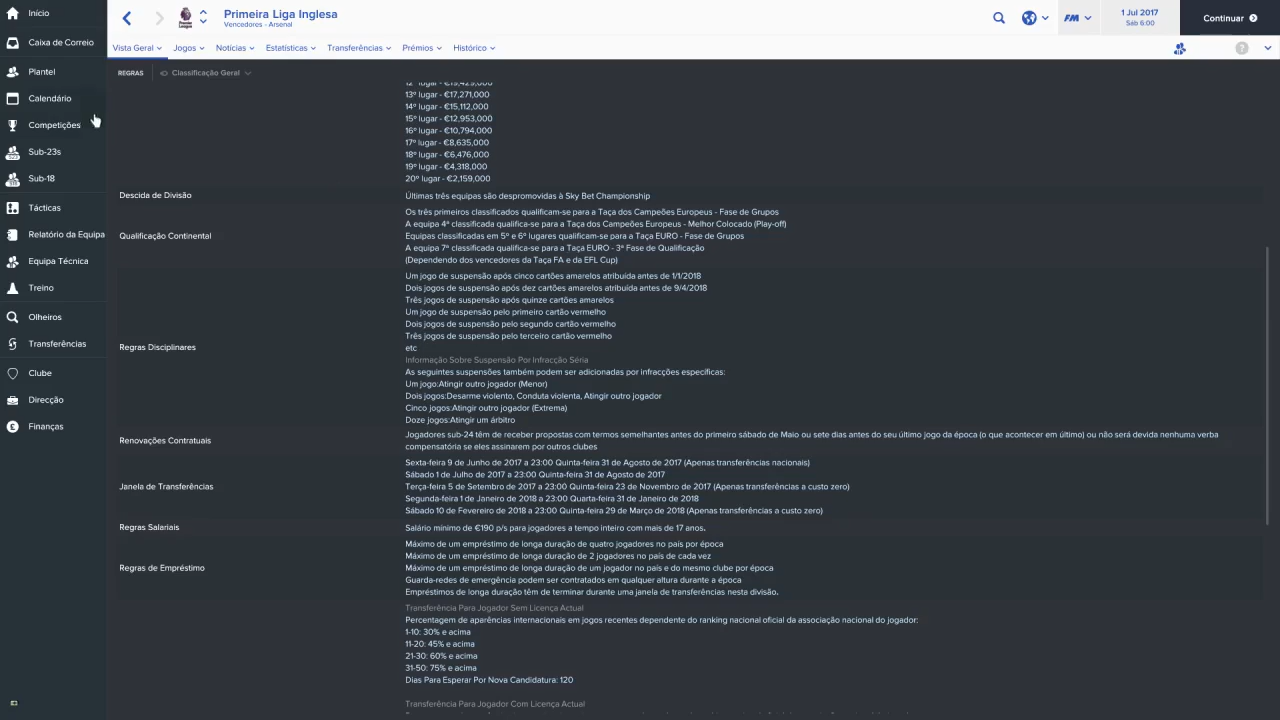 Início
Caixa de Correio
Plantel
Calendário
Competições
Sub-23s
Sub-18
Tácticas
Relatório da Equipa
Equipa Técnica
Treino
Olheiros
Transferências
Clube
Direcção
Finanças
Primeira Liga Inglesa
Vencedores - Arsenal
FM
1 Jul 2017
Sáb 6:00
Continuar
Vista Geral
Jogos
Notícias
Estatísticas
Transferências
Prémios
Histórico
REGRAS
Classificação Geral
12º lugar - €19,429,000
13º lugar - €17,271,000
14º lugar - €15,112,000
15º lugar - €12,953,000
16º lugar - €10,794,000
17º lugar - €8,635,000
18º lugar - €6,476,000
19º lugar - €4,318,000
20º lugar - €2,159,000
Descida de Divisão
Últimas três equipas são despromovidas à Sky Bet Championship
Qualificação Continental
Os três primeiros classificados qualificam-se para a Taça dos Campeões Europeus - Fase de Grupos
A equipa 4º classificada qualifica-se para a Taça dos Campeões Europeus - Melhor Colocado (Play-off)
Equipas classificadas em 5º e 6º lugares qualificam-se para a Taça EURO - Fase de Grupos
A equipa 7º classificada qualifica-se para a Taça EURO - 3ª Fase de Qualificação
(Dependendo dos vencedores da Taça FA e da EFL Cup)
Regras Disciplinares
Um jogo de suspensão após cinco cartões amarelos atribuída antes de 1/1/2018
Dois jogos de suspensão após dez cartões amarelos atribuída antes de 9/4/2018
Três jogos de suspensão após quinze cartões amarelos
Um jogo de suspensão pelo primeiro cartão vermelho
Dois jogos de suspensão pelo segundo cartão vermelho
Três jogos de suspensão pelo terceiro cartão vermelho
etc
Informação Sobre Suspensão Por Infracção Séria
As seguintes suspensões também podem ser adicionadas por infracções específicas:
Um jogo:Atingir outro jogador (Menor)
Dois jogos:Desarme violento, Conduta violenta, Atingir outro jogador
Cinco jogos:Atingir outro jogador (Extrema)
Doze jogos:Atingir um árbitro
Renovações Contratuais
Jogadores sub-24 têm de receber propostas com termos semelhantes antes do primeiro sábado de Maio ou sete dias antes do seu último jogo da época (o que acontecer em último) ou não será devida nenhuma verba
compensatória se eles assinarem por outros clubes
Janela de Transferências
Sexta-feira 9 de Junho de 2017 a 23:00 Quinta-feira 31 de Agosto de 2017 (Apenas transferências nacionais)
Sábado 1 de Julho de 2017 a 23:00 Quinta-feira 31 de Agosto de 2017
Terça-feira 5 de Setembro de 2017 a 23:00 Quinta-feira 23 de Novembro de 2017 (Apenas transferências a custo zero)
Segunda-feira 1 de Janeiro de 2018 a 23:00 Quarta-feira 31 de Janeiro de 2018
Sábado 10 de Fevereiro de 2018 a 23:00 Quinta-feira 29 de Março de 2018 (Apenas transferências a custo zero)
Regras Salariais
Salário mínimo de €190 p/s para jogadores a tempo inteiro com mais de 17 anos.
Regras de Empréstimo
Máximo de um empréstimo de longa duração de quatro jogadores no país por época
Máximo de um empréstimo de longa duração de 2 jogadores no país de cada vez
Máximo de um empréstimo de longa duração de um jogador no país e do mesmo clube por época
Guarda-redes de emergência podem ser contratados em qualquer altura durante a época
Empréstimos de longa duração têm de terminar durante uma janela de transferências nesta divisão.
Transferência Para Jogador Sem Licença Actual
Percentagem de aparências internacionais em jogos recentes dependente do ranking nacional oficial da associação nacional do jogador:
1-10: 30% e acima
11-20: 45% e acima
21-30: 60% e acima
31-50: 75% e acima
Dias Para Esperar Por Nova Candidatura: 120
Transferência Para Jogador Com Licença Actual